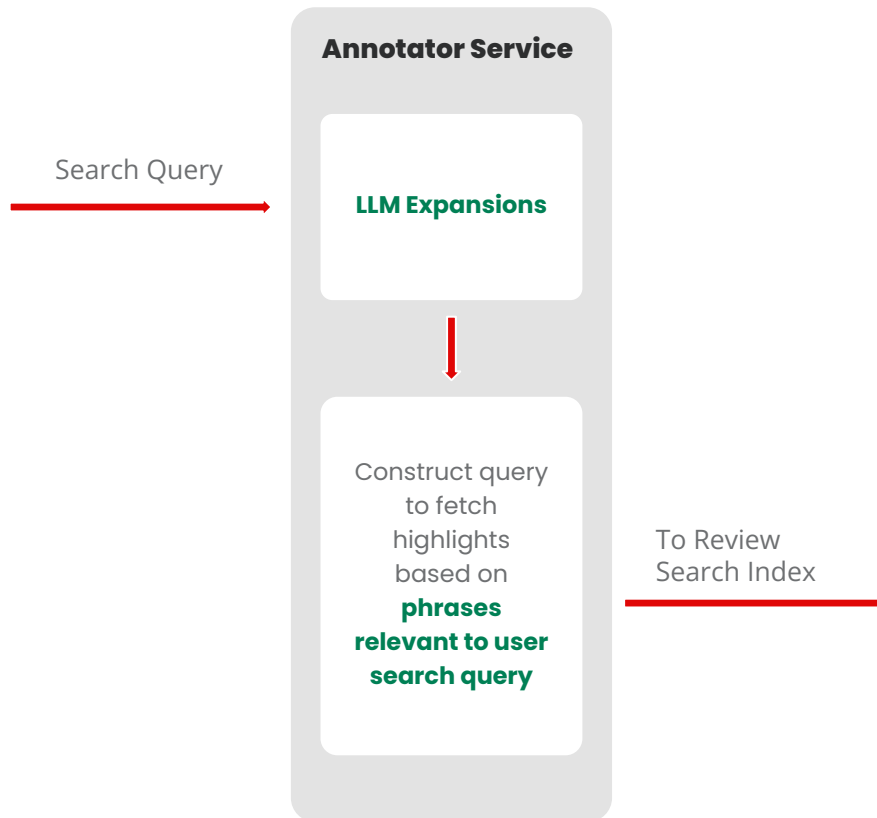 Annotator Service
Search Query
LLM Expansions
Construct query
to fetch
highlights
based on
phrases
relevant to user
search query
To Review
Search Index